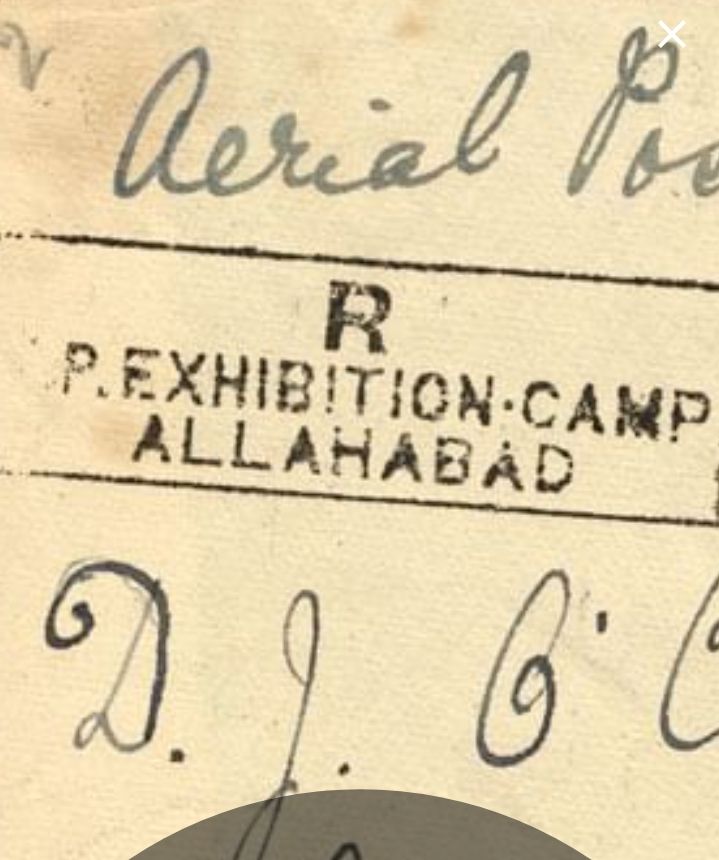 Aerial
R
P. EXHIBITION·CAMP
ALLAHABAD
D. J. O'